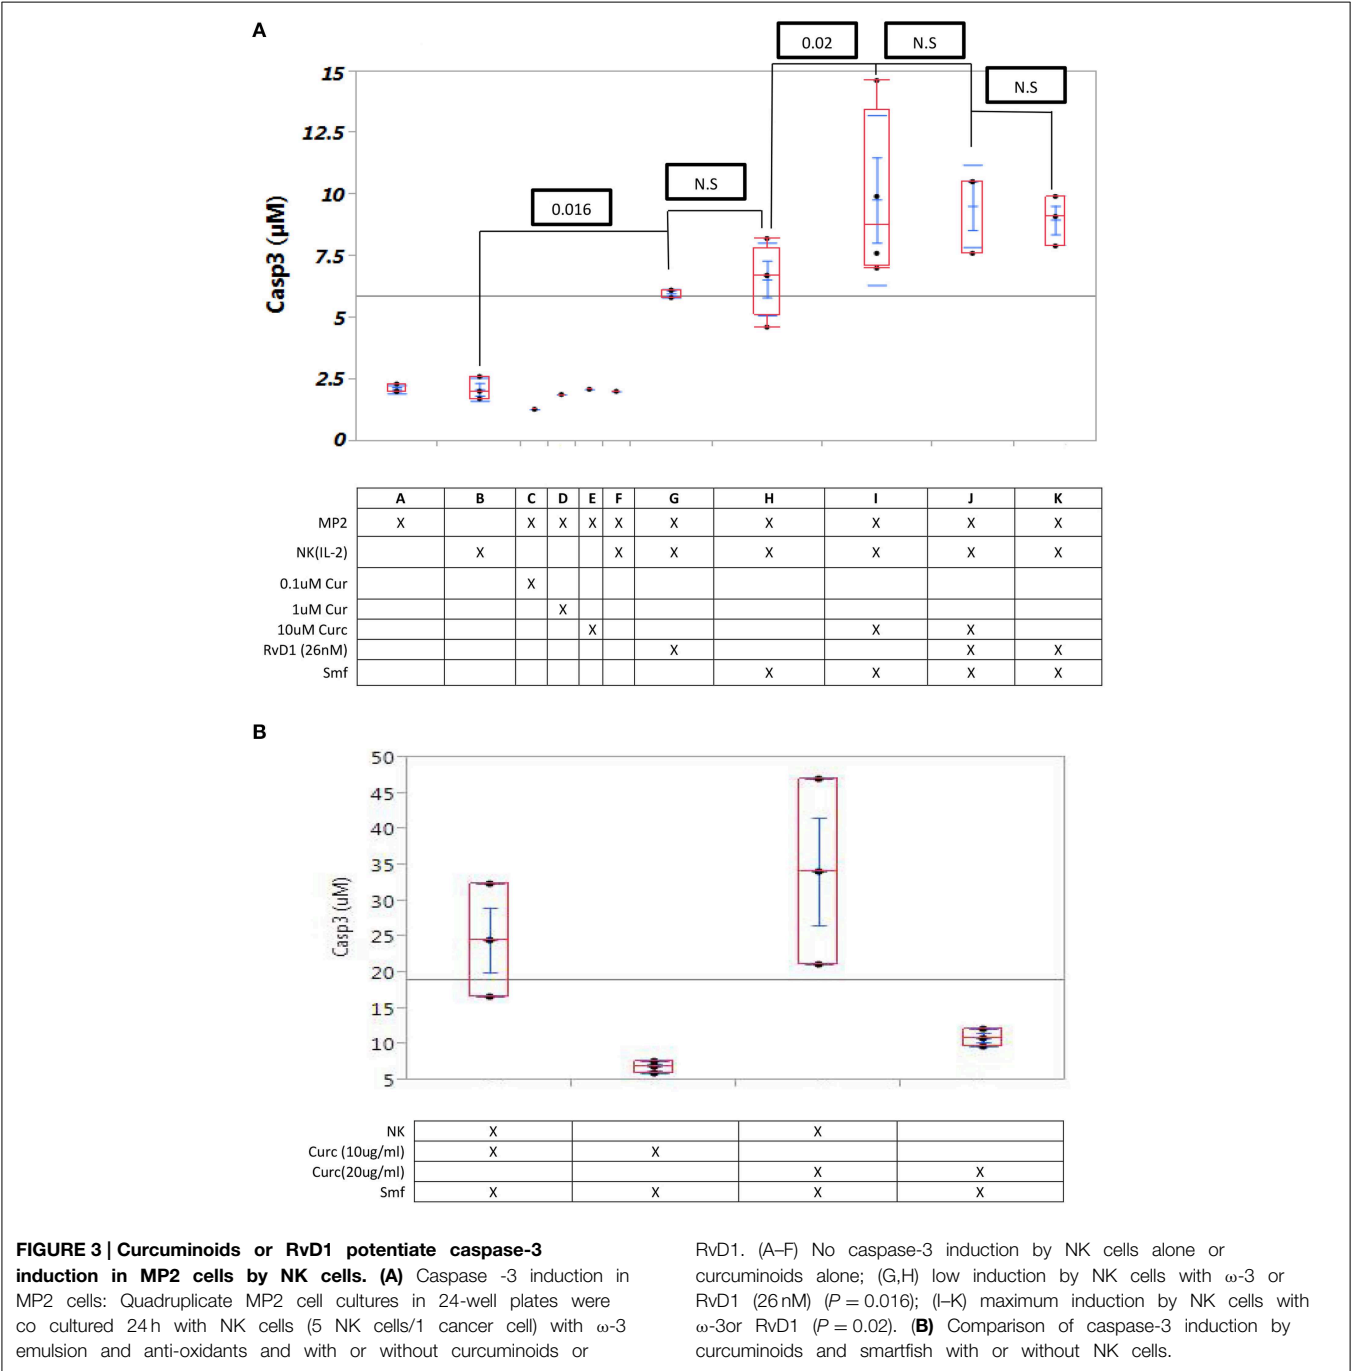 A
0.02
N.S
N.S
N.S
0.016
15
12.5
10
7.5
5
2.5
0
Casp3 (µM)
A B C D E F G H I J K
MP2 X X X X X X X X X X
NK(IL-2) X X X X X X X
0.1uM Cur X
1uM Cur X
10uM Curc X X X
RvD1 (26nM) X X X
Smf X X X X
B
50
45
40
35
30
25
20
15
10
5
Casp3 (uM)
NK X X
Curc (10ug/ml) X X
Curc(20ug/ml) X X
Smf X X X X
FIGURE 3 | Curcuminoids or RvD1 potentiate caspase-3
induction in MP2 cells by NK cells. (A) Caspase -3 induction in
MP2 cells: Quadruplicate MP2 cell cultures in 24-well plates were
co cultured 24 h with NK cells (5 NK cells/1 cancer cell) with ω-3
emulsion and anti-oxidants and with or without curcuminoids or
RvD1. (A–F) No caspase-3 induction by NK cells alone or
curcuminoids alone; (G,H) low induction by NK cells with ω-3 or
RvD1 (26 nM) (P = 0.016); (I–K) maximum induction by NK cells with
ω-3or RvD1 (P = 0.02). (B) Comparison of caspase-3 induction by
curcuminoids and smartfish with or without NK cells.